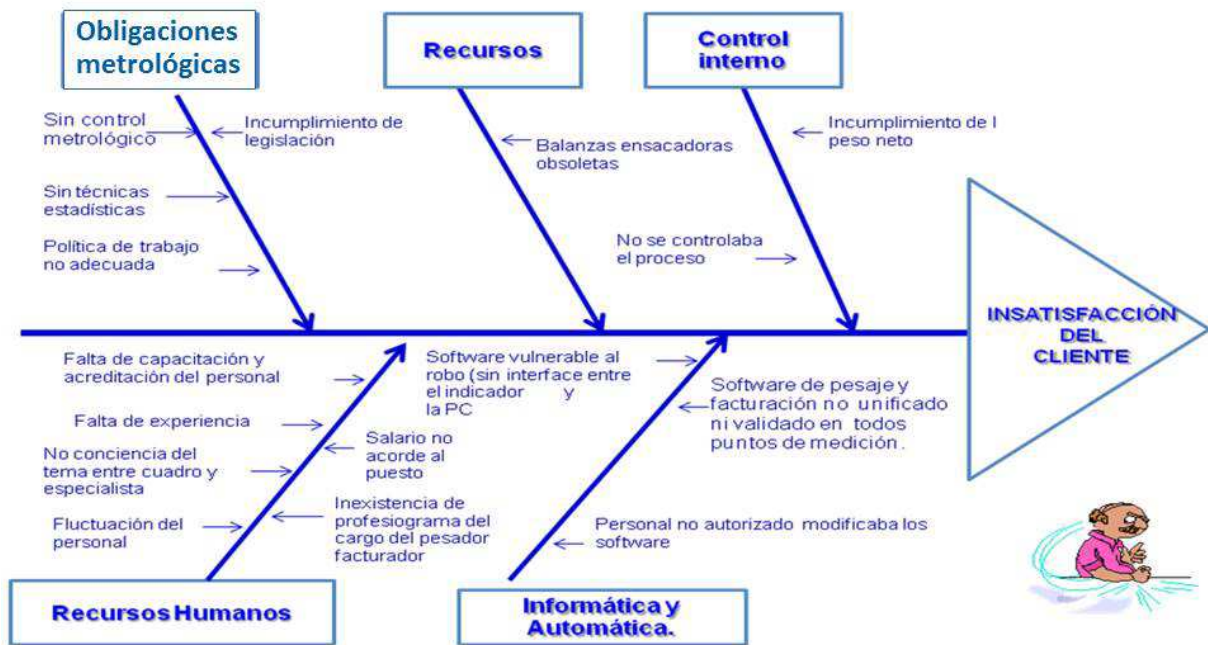 Obligaciones
metrológicas
Recursos
Control
interno
Sin control
metrológico
Incumplimiento de
legislación
Sin técnicas
estadísticas
Política de trabajo
no adecuada
Balanzas ensacadoras
obsoletas
Incumplimiento de l
peso neto
No se controlaba
el proceso
INSATISFACCIÓN
DEL
CLIENTE
Falta de capacitación y
acreditación del personal
Falta de experiencia
No conciencia del
tema entre cuadro y
especialista
Fluctuación del
personal
Salario no
acorde al
puesto
Inexistencia de
profesiograma del
cargo del pesador
facturador
Software vulnerable al
robo (sin interface entre
el indicador y
la PC
Software de pesaje y
facturación no unificado
ni validado en todos
puntos de medición.
Personal no autorizado modificaba los
software
Recursos Humanos
Informática y
Automática.